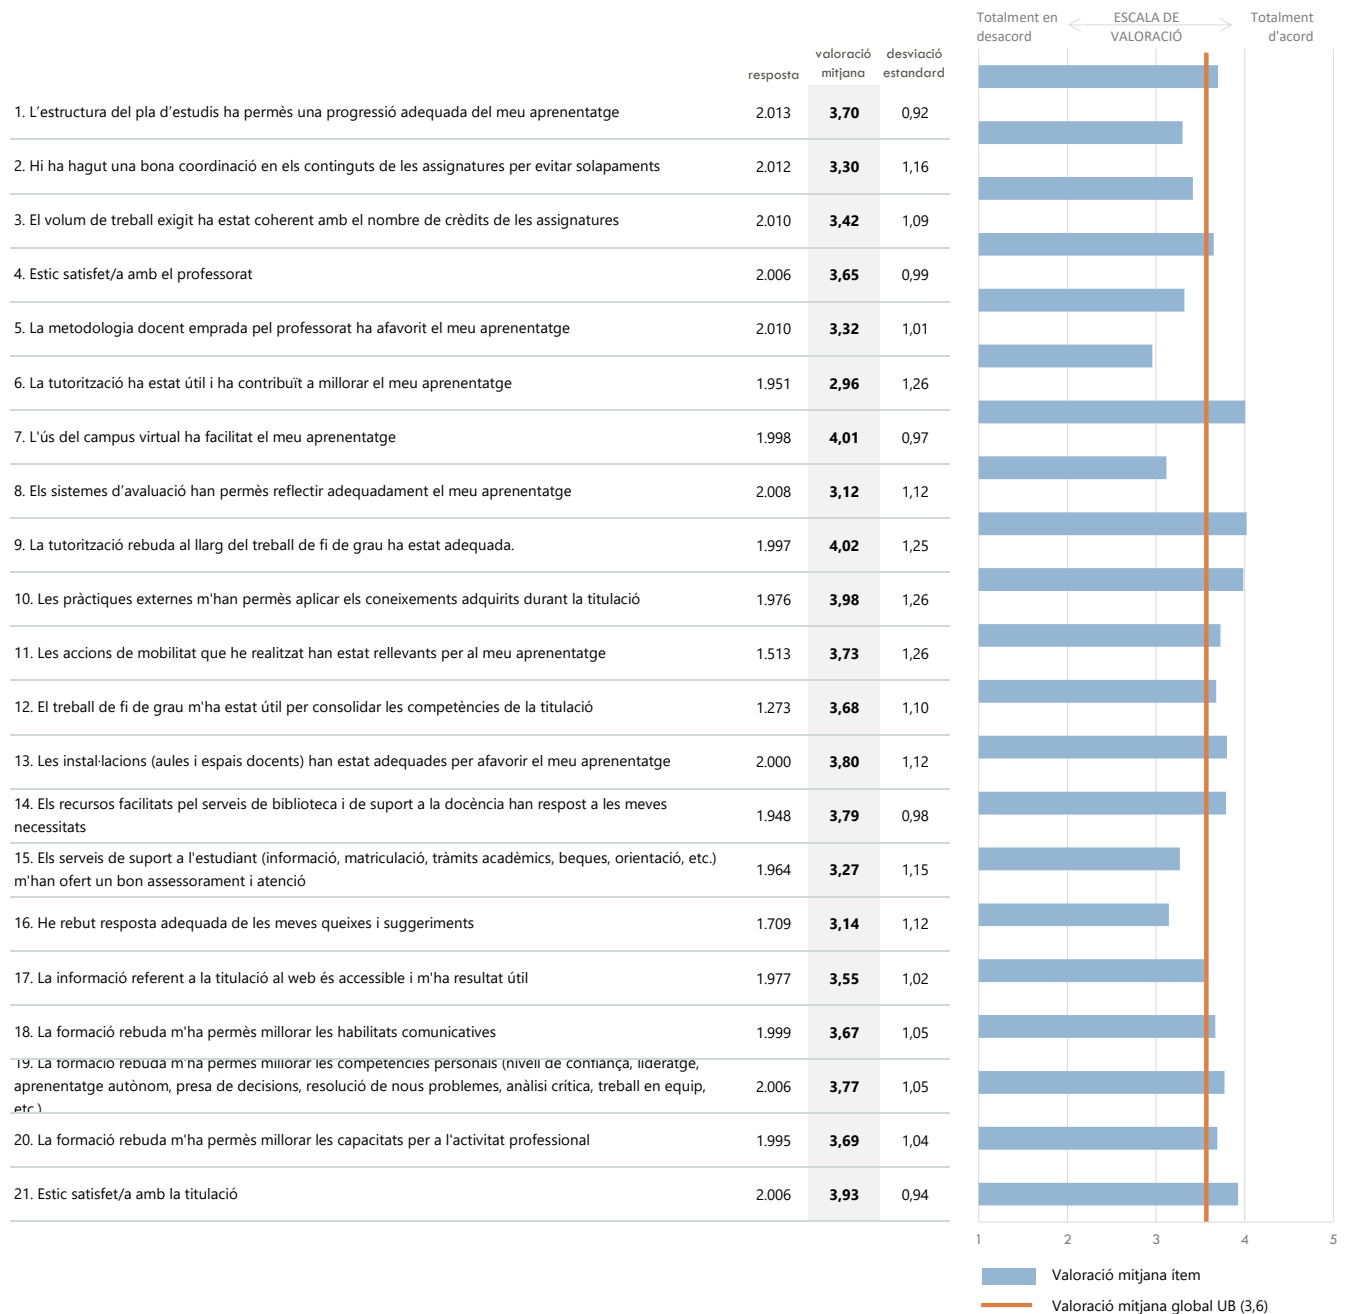 Totalment en desacord
ESCALA DE VALORACIÓ
Totalment d'acord
resposta valoració mitjana desviació estandard
1. L’estructura del pla d’estudis ha permès una progressió adequada del meu aprenentatge 2.013 3,70 0,92
2. Hi ha hagut una bona coordinació en els continguts de les assignatures per evitar solapaments 2.012 3,30 1,16
3. El volum de treball exigit ha estat coherent amb el nombre de crèdits de les assignatures 2.010 3,42 1,09
4. Estic satisfet/a amb el professorat 2.006 3,65 0,99
5. La metodologia docent emprada pel professorat ha afavorit el meu aprenentatge 2.010 3,32 1,01
6. La tutorització ha estat útil i ha contribuït a millorar el meu aprenentatge 1.951 2,96 1,26
7. L'ús del campus virtual ha facilitat el meu aprenentatge 1.998 4,01 0,97
8. Els sistemes d’avaluació han permès reflectir adequadament el meu aprenentatge 2.008 3,12 1,12
9. La tutorització rebuda al llarg del treball de fi de grau ha estat adequada. 1.997 4,02 1,25
10. Les pràctiques externes m'han permès aplicar els coneixements adquirits durant la titulació 1.976 3,98 1,26
11. Les accions de mobilitat que he realitzat han estat rellevants per al meu aprenentatge 1.513 3,73 1,26
12. El treball de fi de grau m'ha estat útil per consolidar les competències de la titulació 1.273 3,68 1,10
13. Les instal·lacions (aules i espais docents) han estat adequades per afavorir el meu aprenentatge 2.000 3,80 1,12
14. Els recursos facilitats pel serveis de biblioteca i de suport a la docència han respost a les meves
necessitats 1.948 3,79 0,98
15. Els serveis de suport a l'estudiant (informació, matriculació, tràmits acadèmics, beques, orientació, etc.)
m'han ofert un bon assessorament i atenció 1.964 3,27 1,15
16. He rebut resposta adequada de les meves queixes i suggeriments 1.709 3,14 1,12
17. La informació referent a la titulació al web és accessible i m'ha resultat útil 1.977 3,55 1,02
18. La formació rebuda m'ha permès millorar les habilitats comunicatives 1.999 3,67 1,05
19. La formació rebuda m'ha permès millorar les competències personals (nivell de confiança, lideratge,
aprenentatge autònom, presa de decisions, resolució de nous problemes, anàlisi crítica, treball en equip,
etc.) 2.006 3,77 1,05
20. La formació rebuda m'ha permès millorar les capacitats per a l'activitat professional 1.995 3,69 1,04
21. Estic satisfet/a amb la titulació 2.006 3,93 0,94
1 2 3 4 5
Valoració mitjana ítem
Valoració mitjana global UB (3,6)